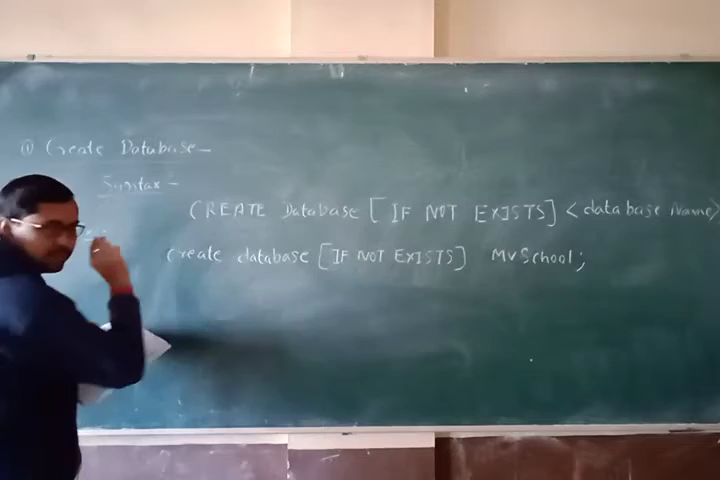 ① Create Database-
Syntax -
CREATE Database [IF NOT EXISTS] <database Name>
create database [IF NOT EXISTS] MVSchool;